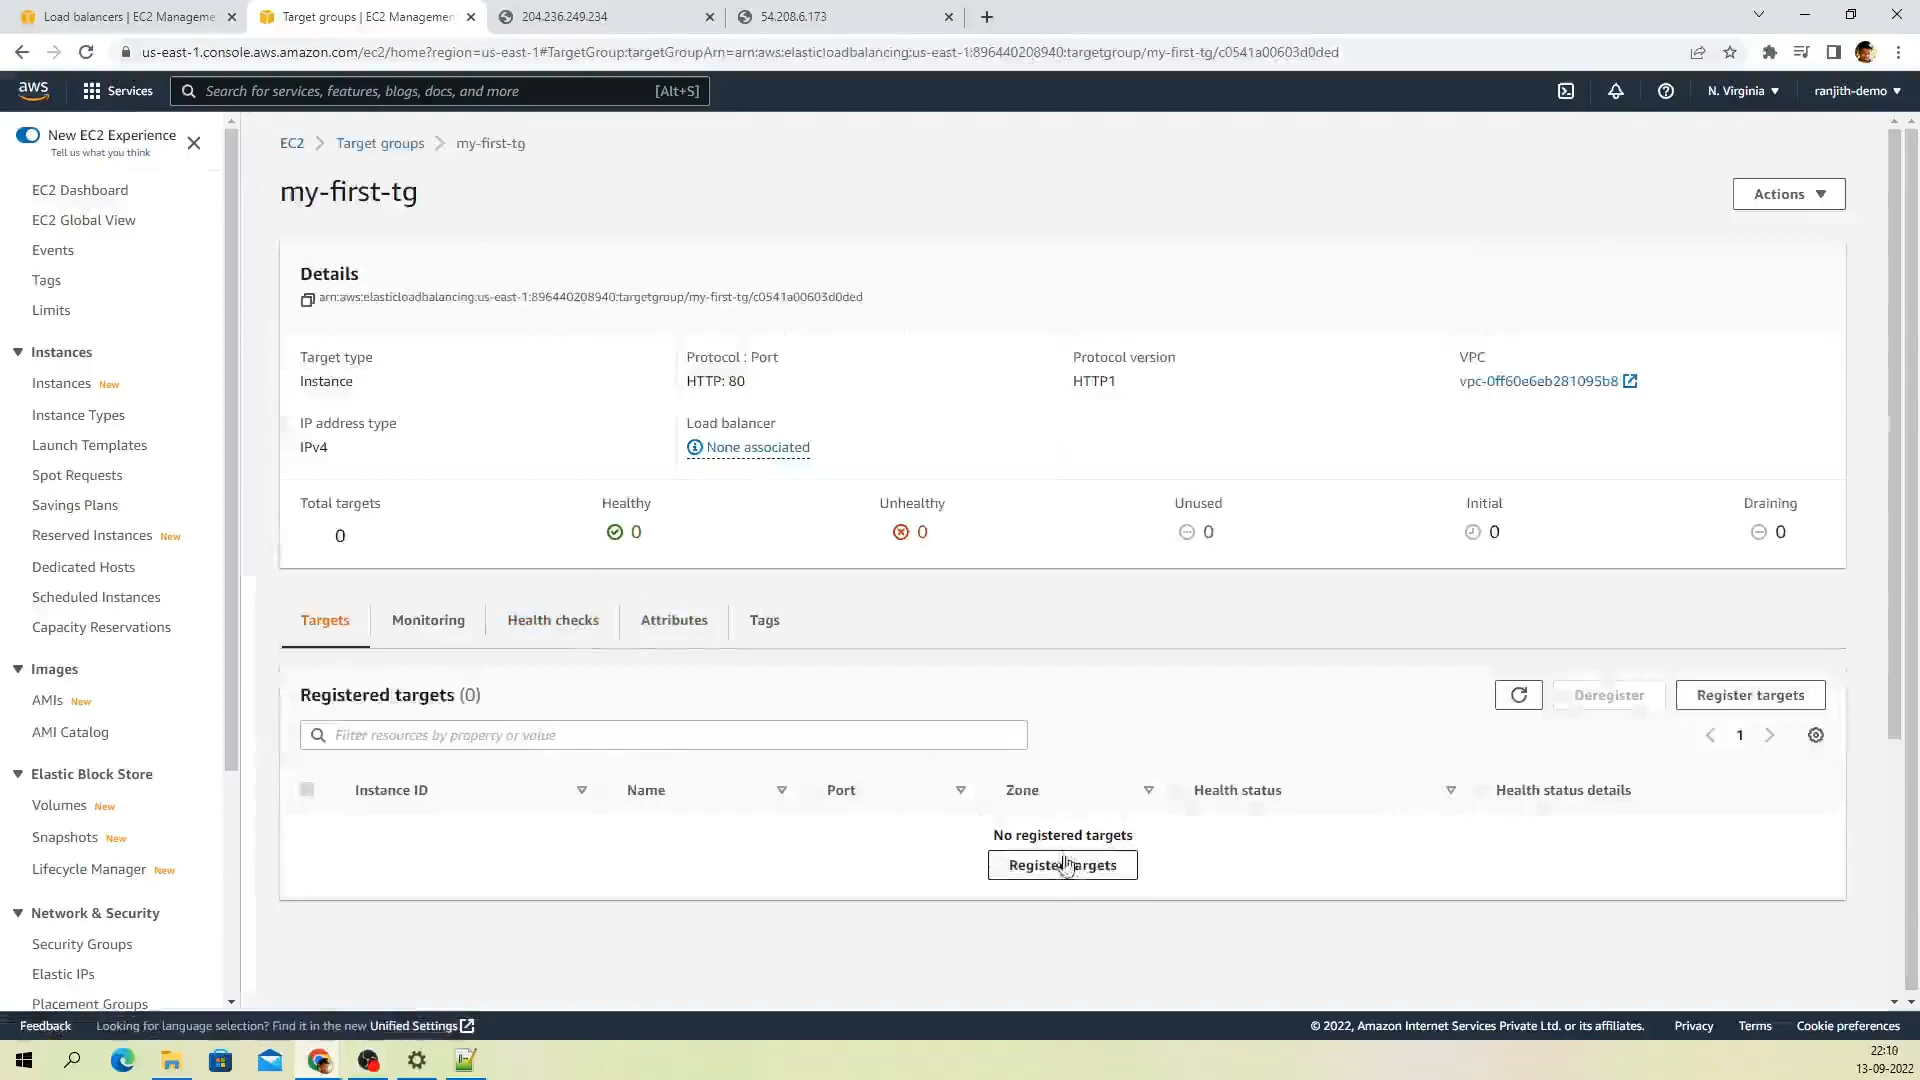 Load balancers | EC2 Manageme
Target groups | EC2 Management
204.236.249.234
54.208.6.173
us-east-1.console.aws.amazon.com/ec2/home?region=us-east-1#TargetGroup:targetGroupArn=arn:aws:elasticloadbalancing:us-east-1:896440208940:targetgroup/my-first-tg/c0541a00603d0ded
aws
Services
Search for services, features, blogs, docs, and more
[Alt+S]
N. Virginia
ranjith-demo
New EC2 Experience
Tell us what you think
EC2 Dashboard
EC2 Global View
Events
Tags
Limits
Instances
Instances New
Instance Types
Launch Templates
Spot Requests
Savings Plans
Reserved Instances New
Dedicated Hosts
Scheduled Instances
Capacity Reservations
Images
AMIs New
AMI Catalog
Elastic Block Store
Volumes New
Snapshots New
Lifecycle Manager New
Network & Security
Security Groups
Elastic IPs
Placement Groups
EC2 > Target groups > my-first-tg
my-first-tg
Actions
Details
arn:aws:elasticloadbalancing:us-east-1:896440208940:targetgroup/my-first-tg/c0541a00603d0ded
Target type
Instance
Protocol : Port
HTTP: 80
Protocol version
HTTP1
VPC
vpc-0ff60e6eb281095b8
IP address type
IPv4
Load balancer
None associated
Total targets
0
Healthy
0
Unhealthy
0
Unused
0
Initial
0
Draining
0
Targets
Monitoring
Health checks
Attributes
Tags
Registered targets (0)
Deregister
Register targets
Filter resources by property or value
1
Instance ID
Name
Port
Zone
Health status
Health status details
No registered targets
Register targets
Feedback
Looking for language selection? Find it in the new Unified Settings
© 2022, Amazon Internet Services Private Ltd. or its affiliates.
Privacy
Terms
Cookie preferences
22:10
13-09-2022